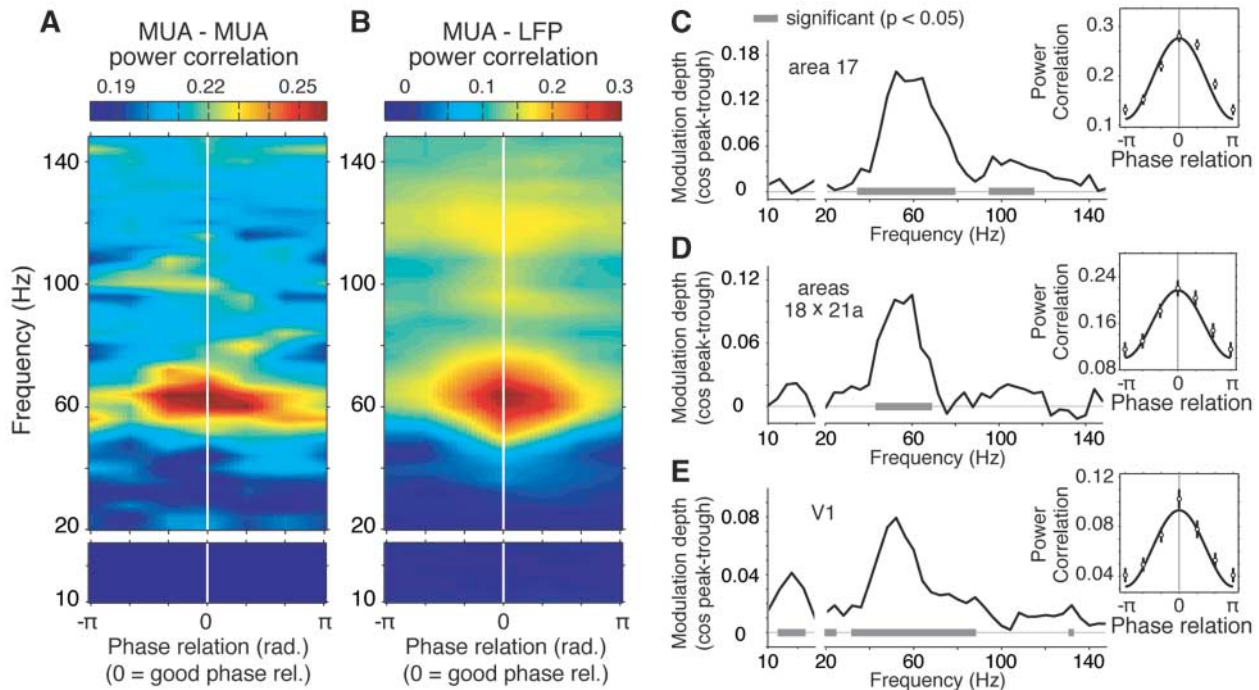 A
MUA - MUA
power correlation
0.19 0.22 0.25
Frequency (Hz)
140
100
60
20
10
-π 0 π
Phase relation (rad.)
(0 = good phase rel.)
B
MUA - LFP
power correlation
0 0.1 0.2 0.3
140
100
60
20
10
-π 0 π
Phase relation (rad.)
(0 = good phase rel.)
C
significant (p < 0.05)
area 17
Modulation depth
(cos peak-trough)
0.18
0.12
0.06
0
10 20 60 100 140
Frequency (Hz)
Power
Correlation
0.3
0.2
0.1
-π 0 π
Phase relation
D
areas
18 x 21a
Modulation depth
(cos peak-trough)
0.12
0.06
0
10 20 60 100 140
Frequency (Hz)
Power
Correlation
0.24
0.16
0.08
-π 0 π
Phase relation
E
V1
Modulation depth
(cos peak-trough)
0.08
0.04
0
10 20 60 100 140
Frequency (Hz)
Power
Correlation
0.12
0.08
0.04
-π 0 π
Phase relation